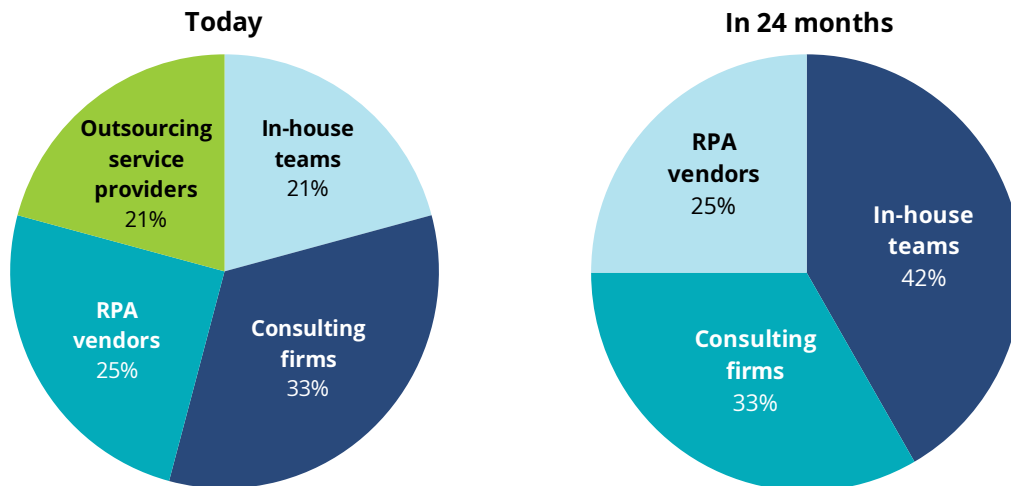 Today
Outsourcing
service
providers
21%
In-house
teams
21%
RPA
vendors
25%
Consulting
firms
33%
In 24 months
RPA
vendors
25%
In-house
teams
42%
Consulting
firms
33%